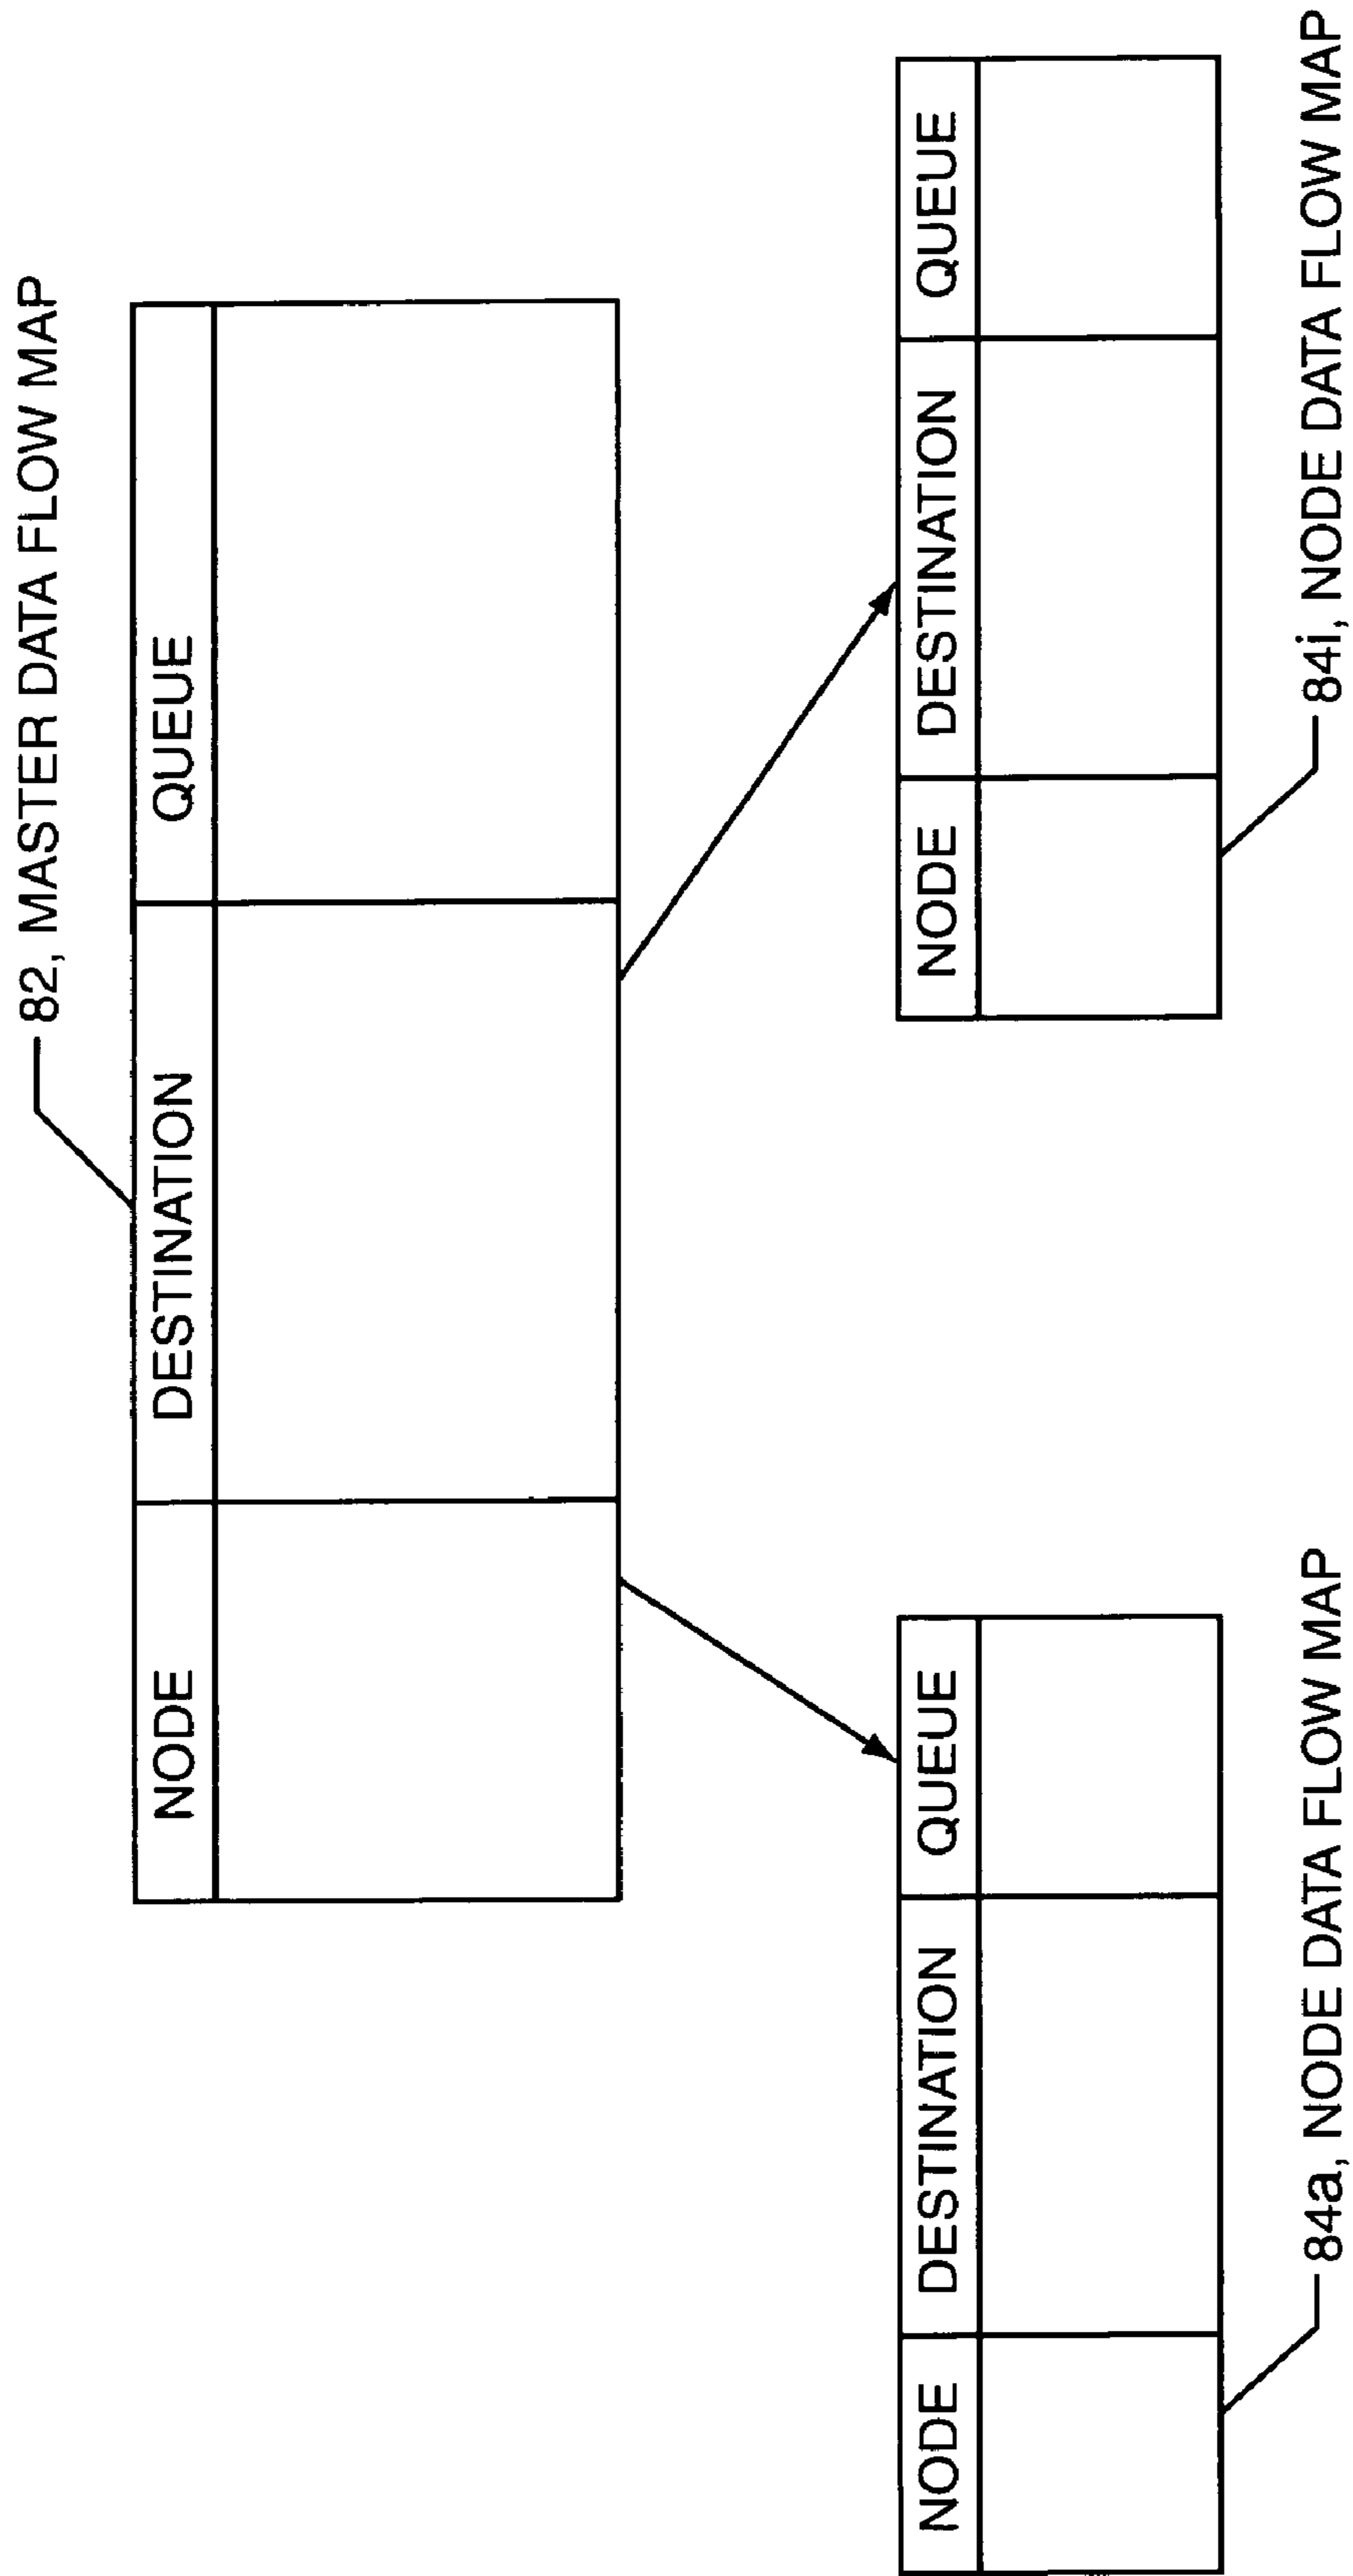 82, MASTER DATA FLOW MAP
NODE DESTINATION QUEUE
NODE DESTINATION QUEUE
84a, NODE DATA FLOW MAP
NODE DESTINATION QUEUE
84i, NODE DATA FLOW MAP